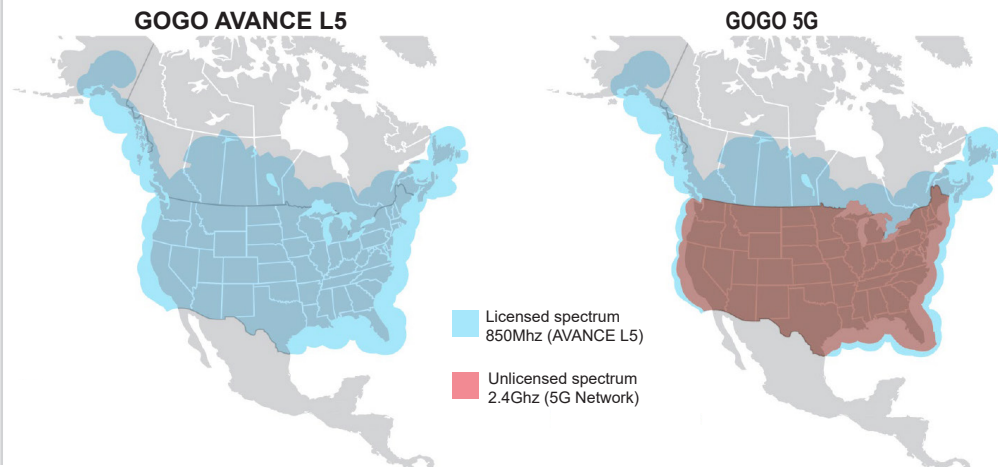 GOGO AVANCE L5
GOGO 5G
Licensed spectrum
850Mhz (AVANCE L5)
Unlicensed spectrum
2.4Ghz (5G Network)